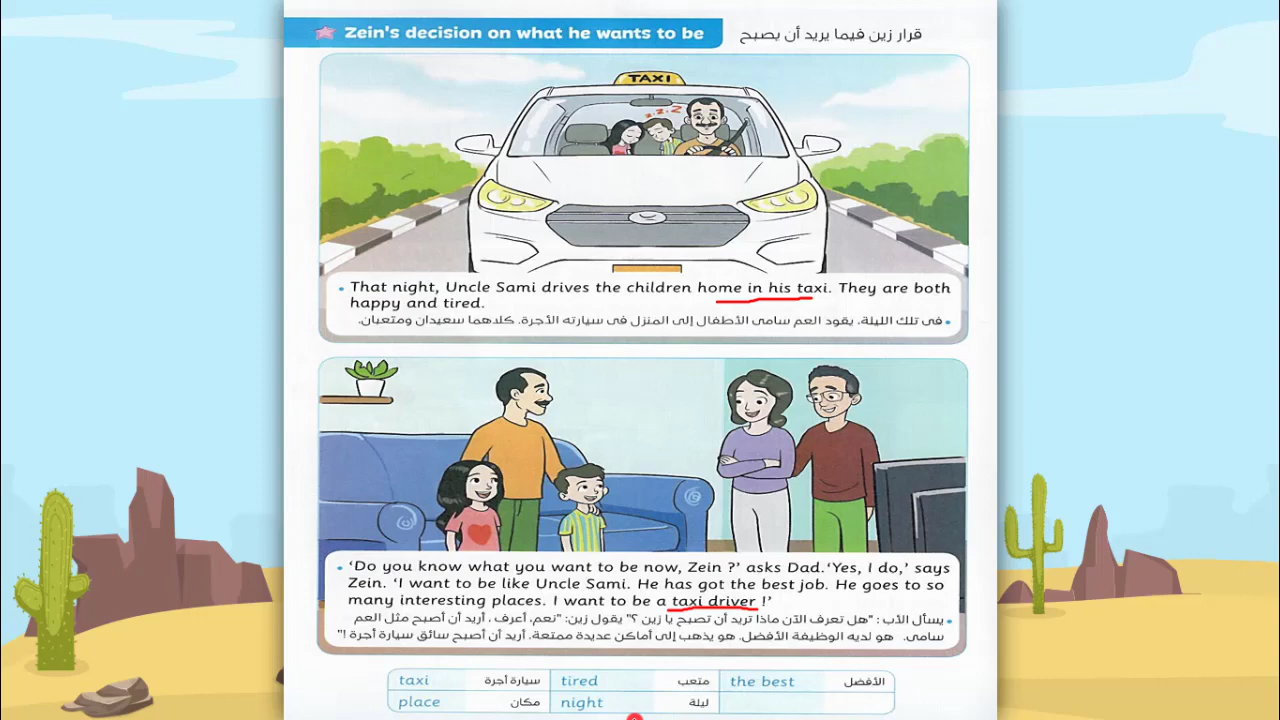 Zein's decision on what he wants to be
قرار زين فيما يريد أن يصبح
TAXI
z.z.Z
• That night, Uncle Sami drives the children home in his taxi. They are both
happy and tired.
• فى تلك الليلة. يقود العم سامى الأطفال إلى المنزل فى سيارته الأجرة. كلاهما سعيدان ومتعبان.
• ‘Do you know what you want to be now, Zein ?’ asks Dad.‘Yes, I do,’ says
Zein. ‘I want to be like Uncle Sami. He has got the best job. He goes to so
many interesting places. I want to be a taxi driver !’
• يسأل الأب : "هل تعرف الآن ماذا تريد أن تصبح يا زين ؟" يقول زين: "نعم، أعرف ، أريد أن أصبح مثل العم
سامى. هو لديه الوظيفة الأفضل. هو يذهب إلى أماكن عديدة ممتعة. أريد أن أصبح سائق سيارة أجرة !"
taxi سيارة أجرة tired متعب the best الأفضل
place مكان night ليلة